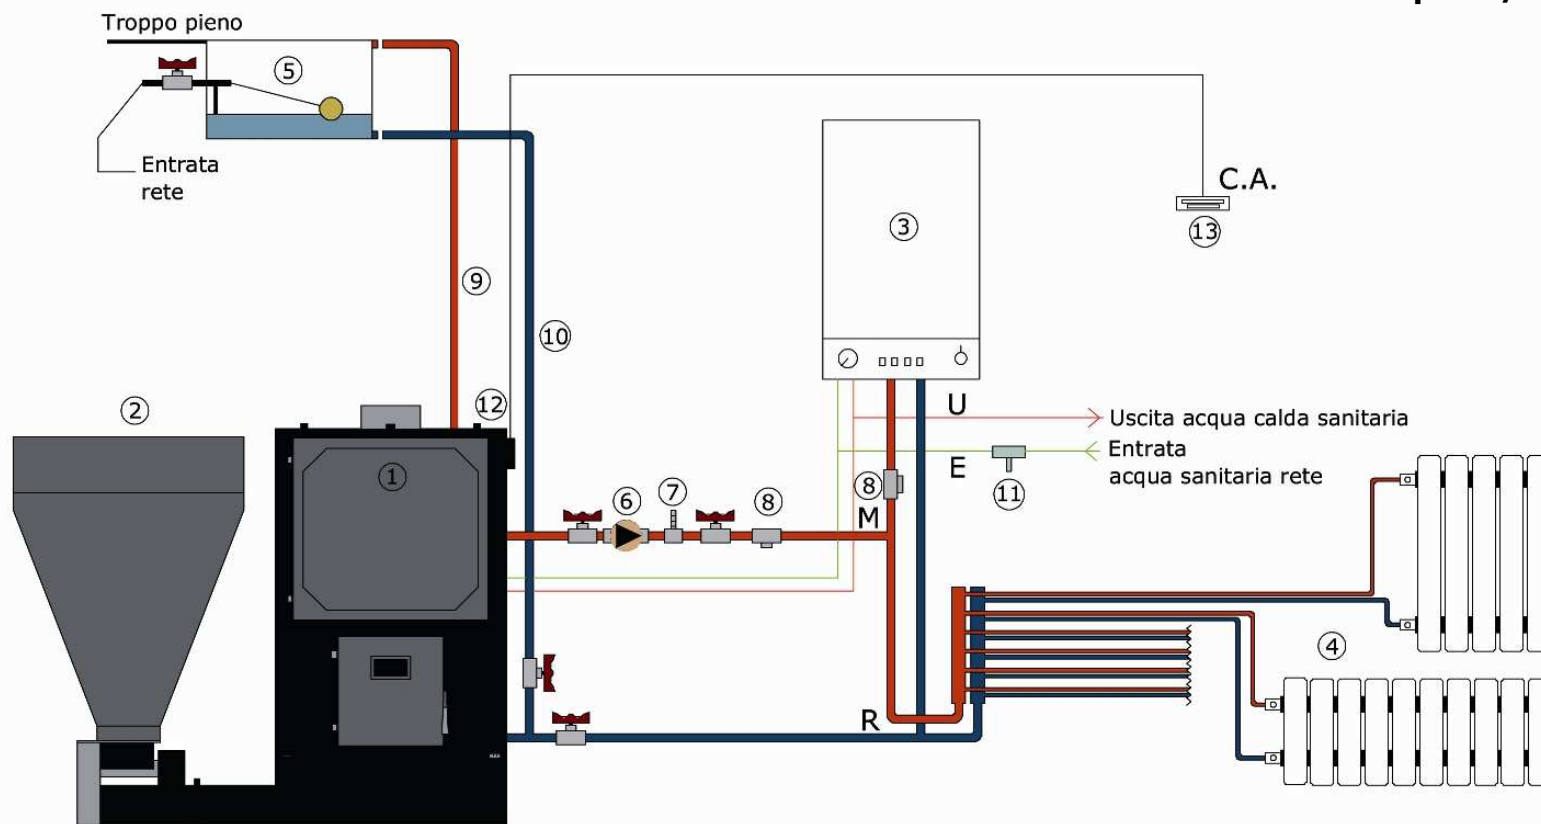 Troppo pieno
5
Entrata
rete
C.A.
13
3
9
10
2
12
U
Uscita acqua calda sanitaria
1
E
Entrata
acqua sanitaria rete
11
6
7
8
8
M
4
R